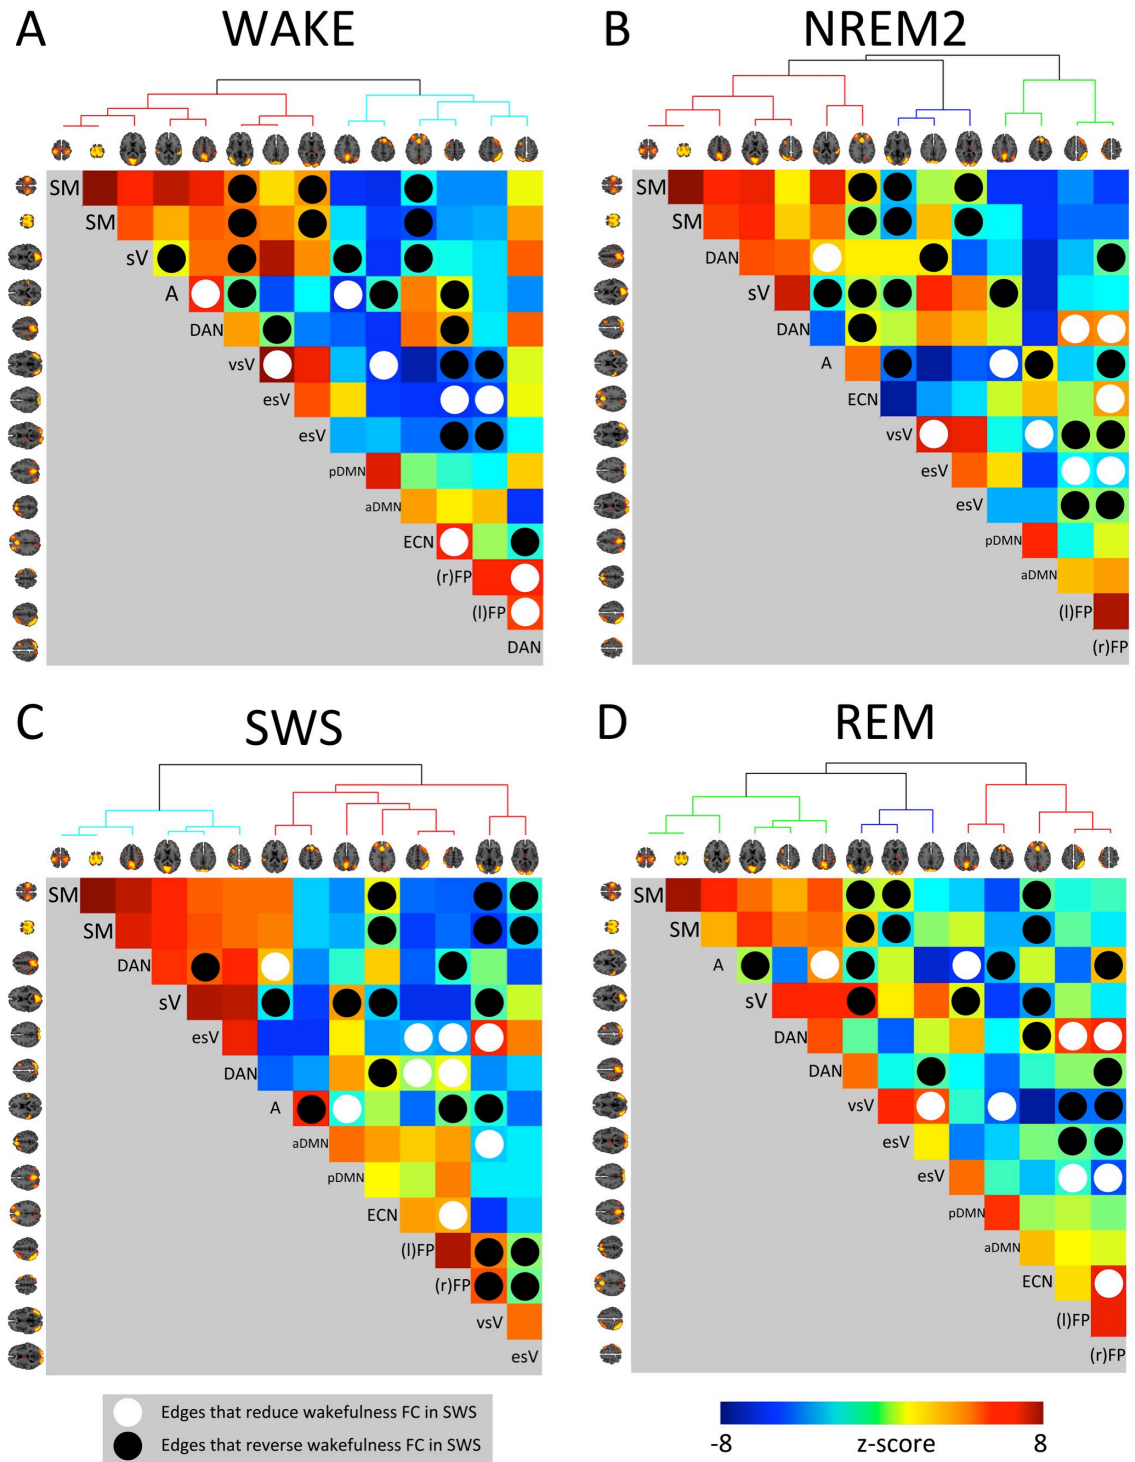 A WAKE
SM
SM
sV
A
DAN
vsV
esV
esV
pDMN
aDMN
ECN
(r)FP
(l)FP
DAN
B NREM2
SM
SM
DAN
sV
DAN
A
ECN
vsV
esV
esV
pDMN
aDMN
(l)FP
(r)FP
C SWS
SM
SM
DAN
sV
esV
DAN
A
aDMN
pDMN
ECN
(l)FP
(r)FP
vsV
esV
D REM
SM
SM
A
sV
DAN
DAN
vsV
esV
esV
pDMN
aDMN
ECN
(l)FP
(r)FP
Edges that reduce wakefulness FC in SWS
Edges that reverse wakefulness FC in SWS
-8 z-score 8